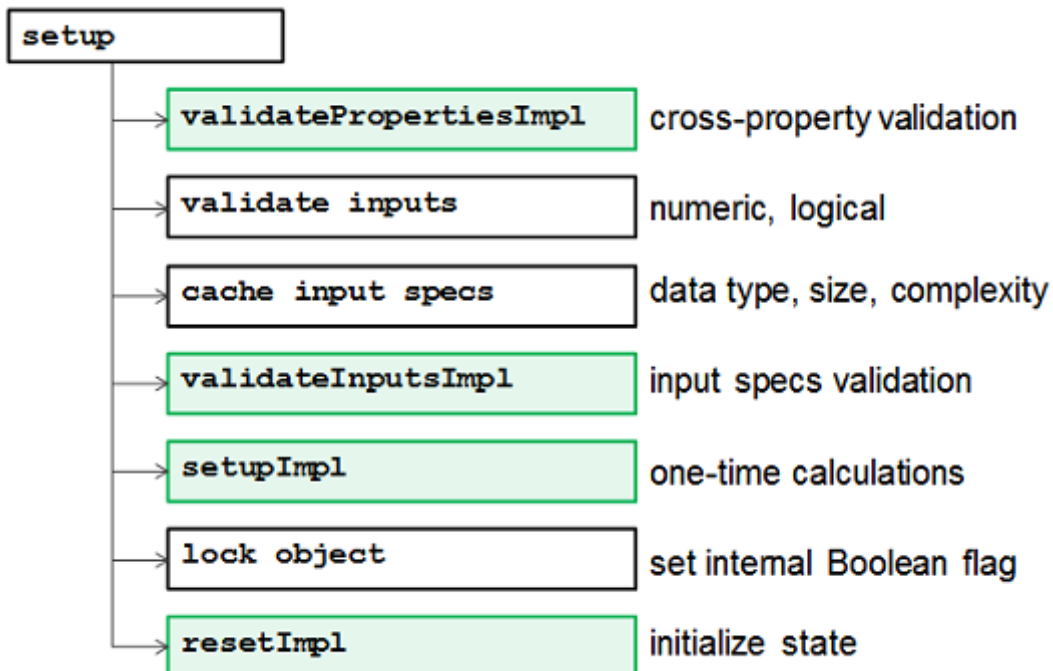 setup
validatePropertiesImpl cross-property validation
validate inputs numeric, logical
cache input specs data type, size, complexity
validateInputsImpl input specs validation
setupImpl one-time calculations
lock object set internal Boolean flag
resetImpl initialize state